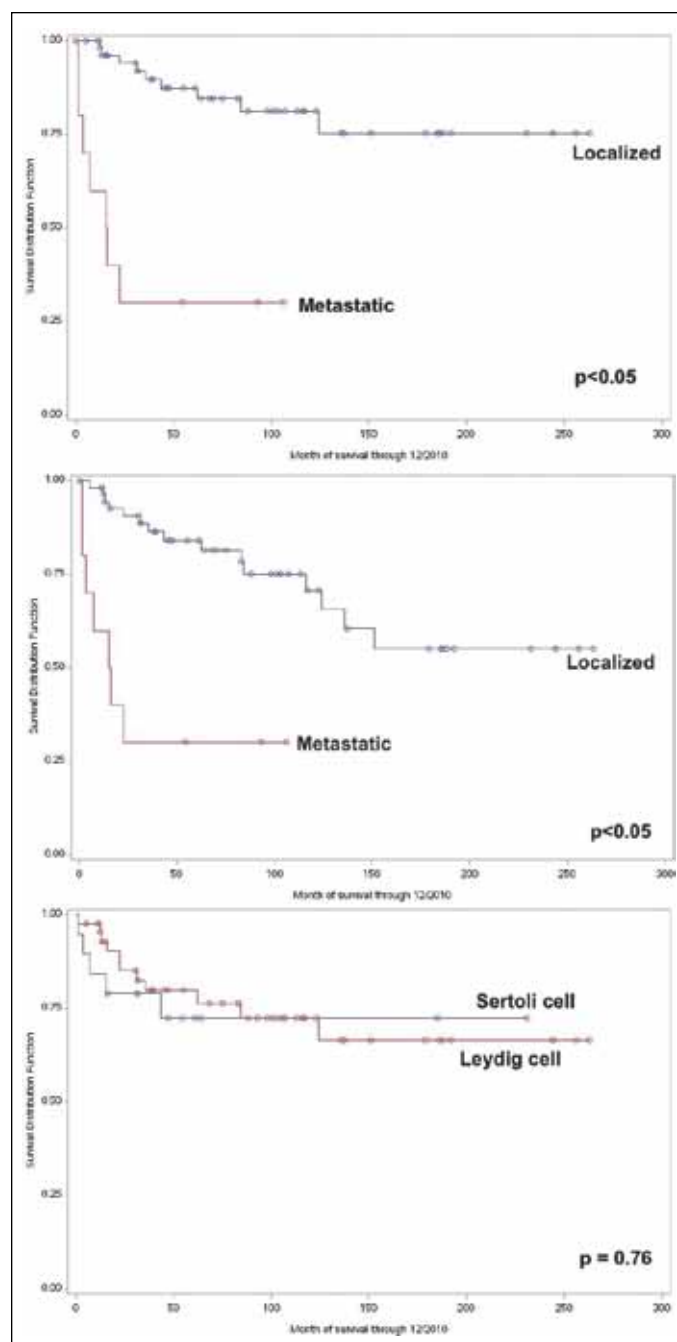 1.00
0.75
0.50
0.25
0.00
Survival Distribution Function
Localized
Metastatic
p<0.05
0 50 100 150 200 250 300
Month of survival through 12/2010
1.00
0.75
0.50
0.25
0.00
Survival Distribution Function
Localized
Metastatic
p<0.05
0 50 100 150 200 250 300
Month of survival through 12/2010
1.00
0.75
0.50
0.25
0.00
Survival Distribution Function
Sertoli cell
Leydig cell
p = 0.76
0 50 100 150 200 250 300
Month of survival through 12/2010